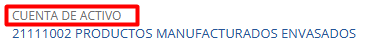 CUENTA DE ACTIVO
21111002 PRODUCTOS MANUFACTURADOS ENVASADOS